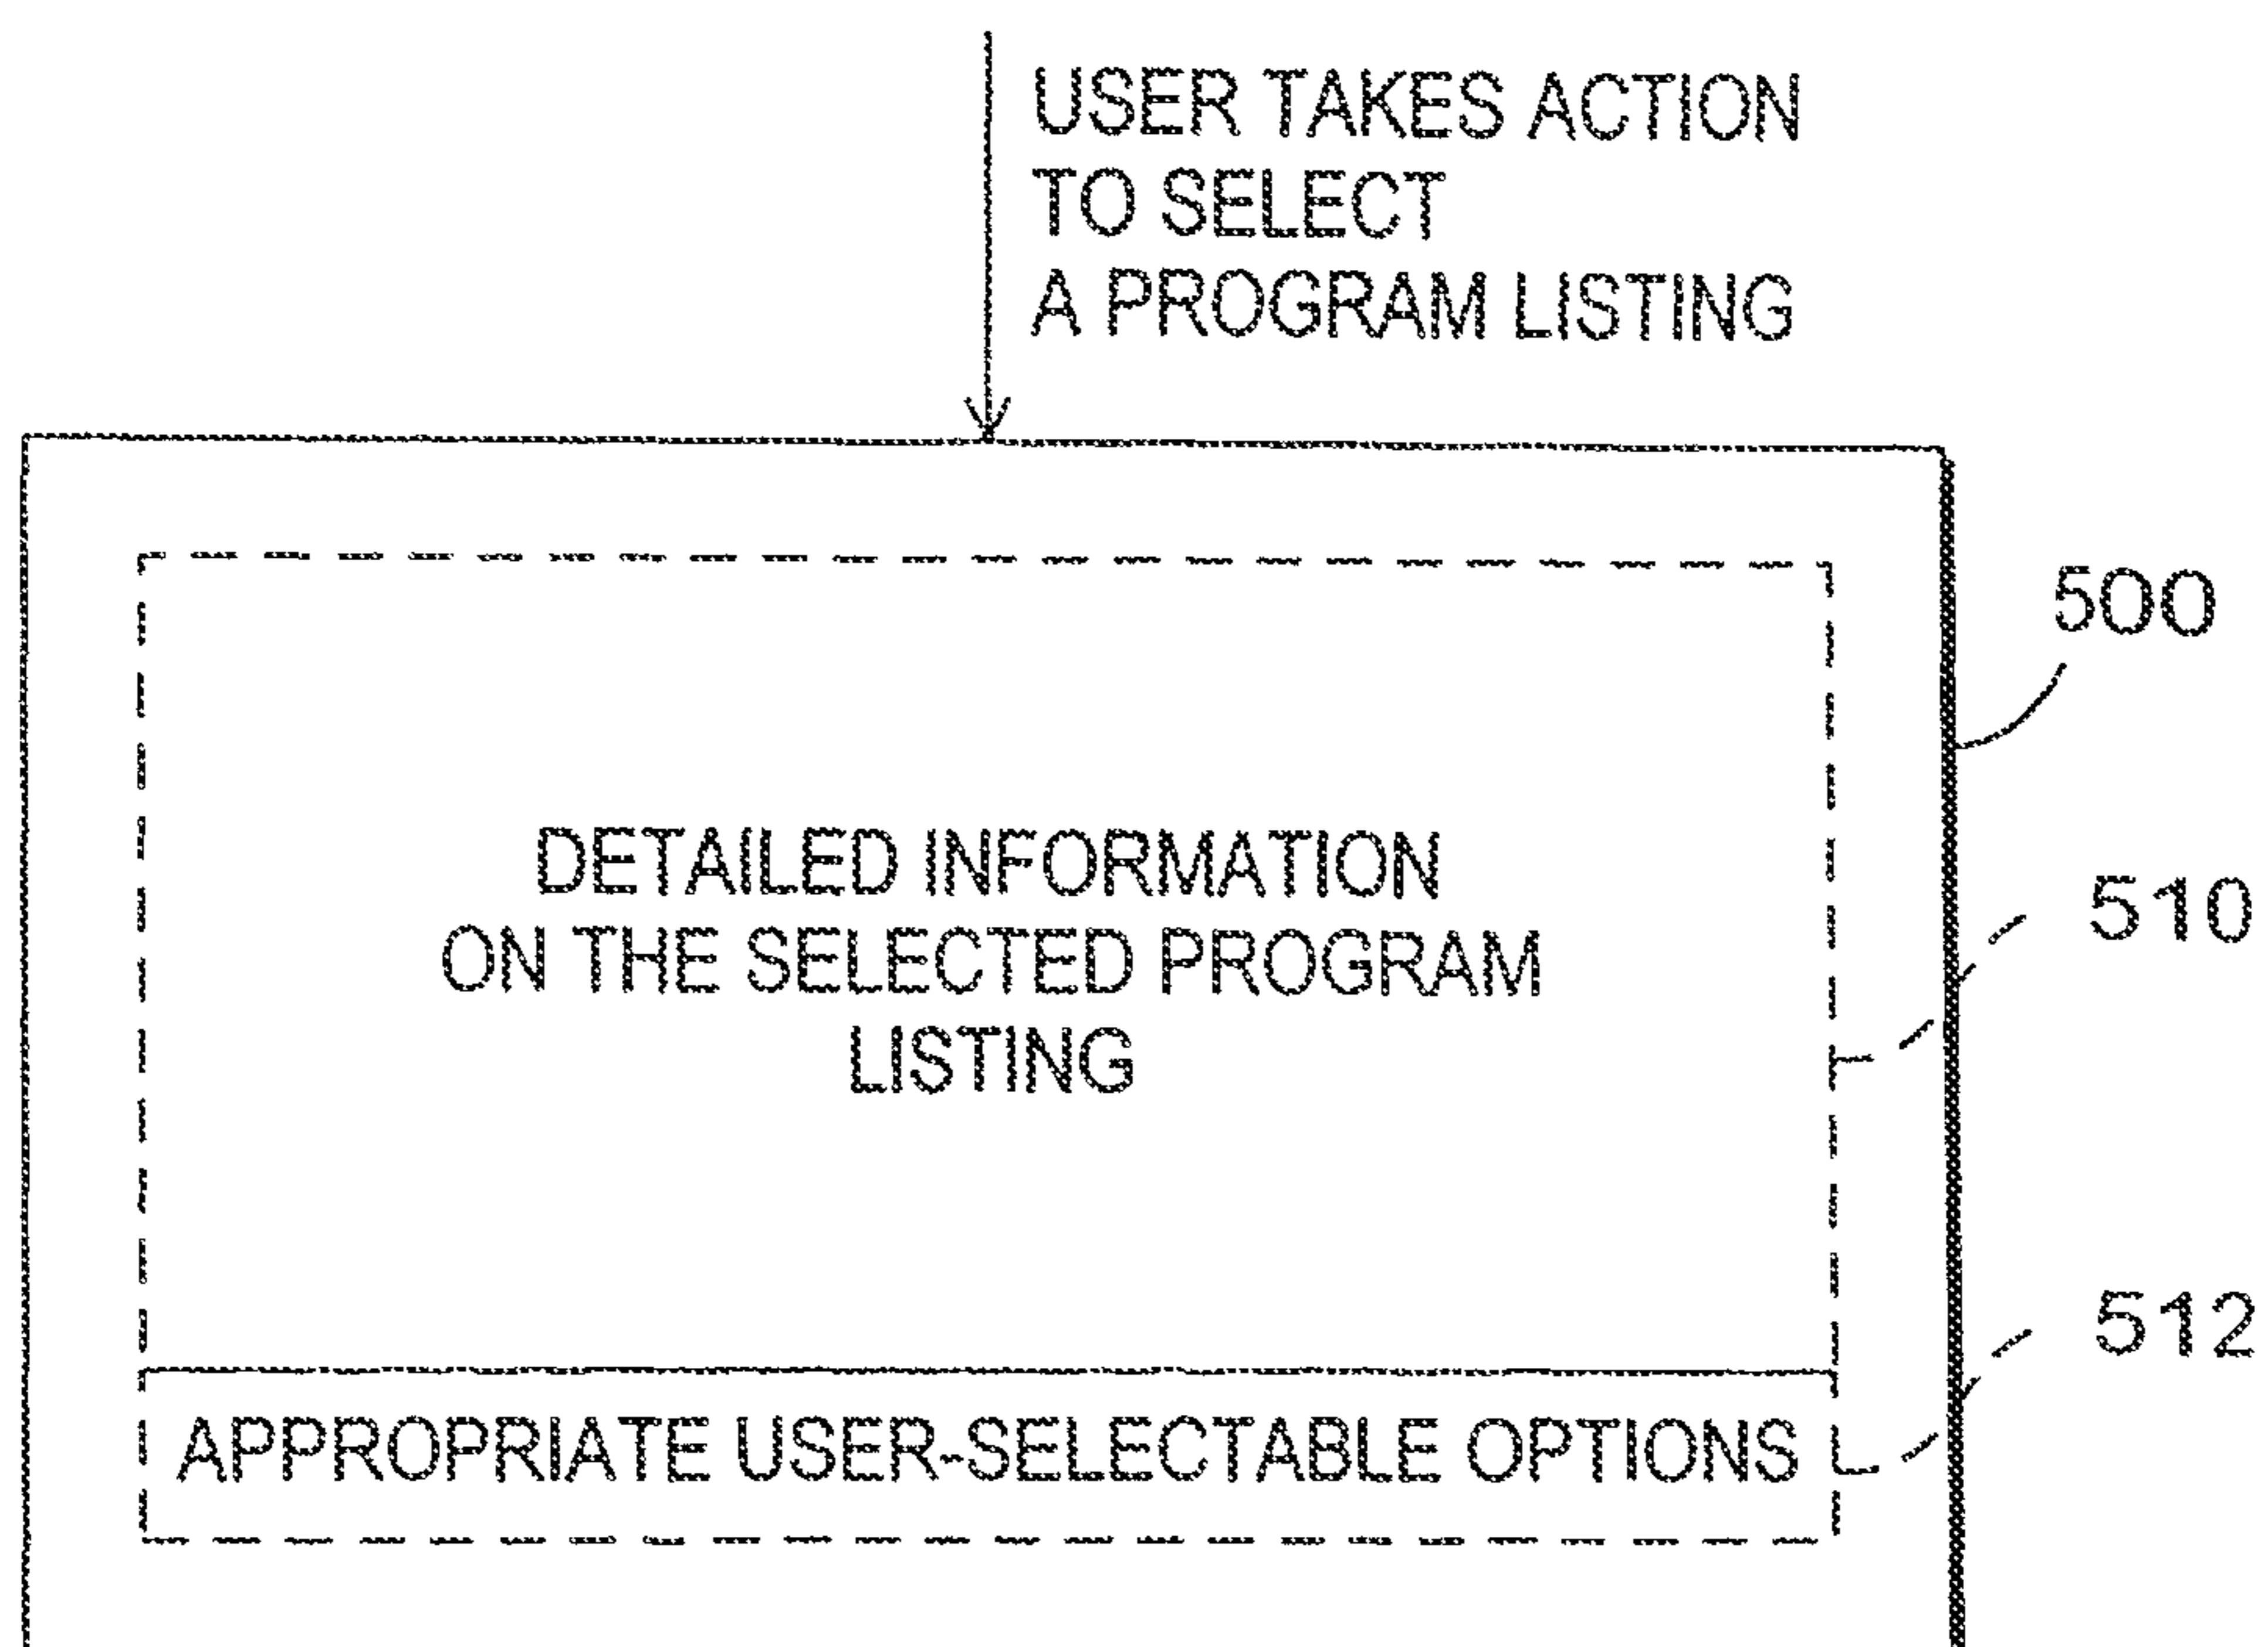 USER TAKES ACTION
TO SELECT
A PROGRAM LISTING
500
DETAILED INFORMATION
ON THE SELECTED PROGRAM
LISTING
510
512
APPROPRIATE USER-SELECTABLE OPTIONS